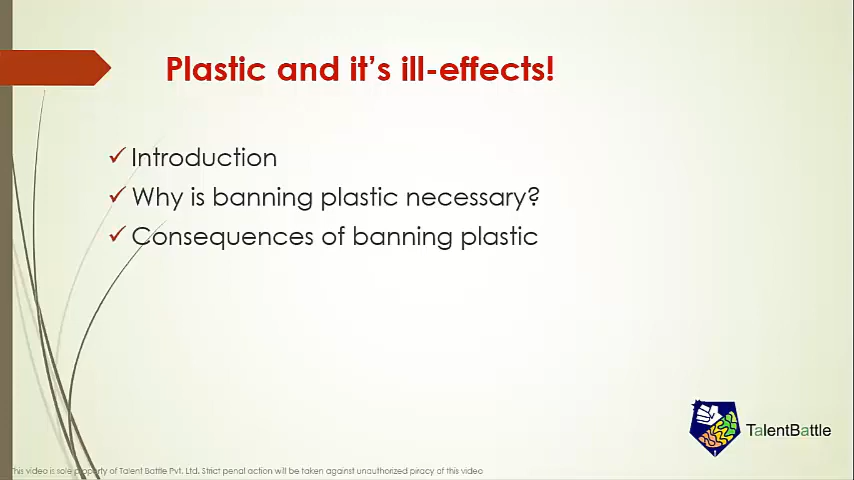 Plastic and it's ill-effects!
Introduction
Why is banning plastic necessary?
Consequences of banning plastic
TalentBattle
This video is sole property of Talent Battle Pvt. Ltd. Strict penal action will be taken against unauthorized piracy of this video